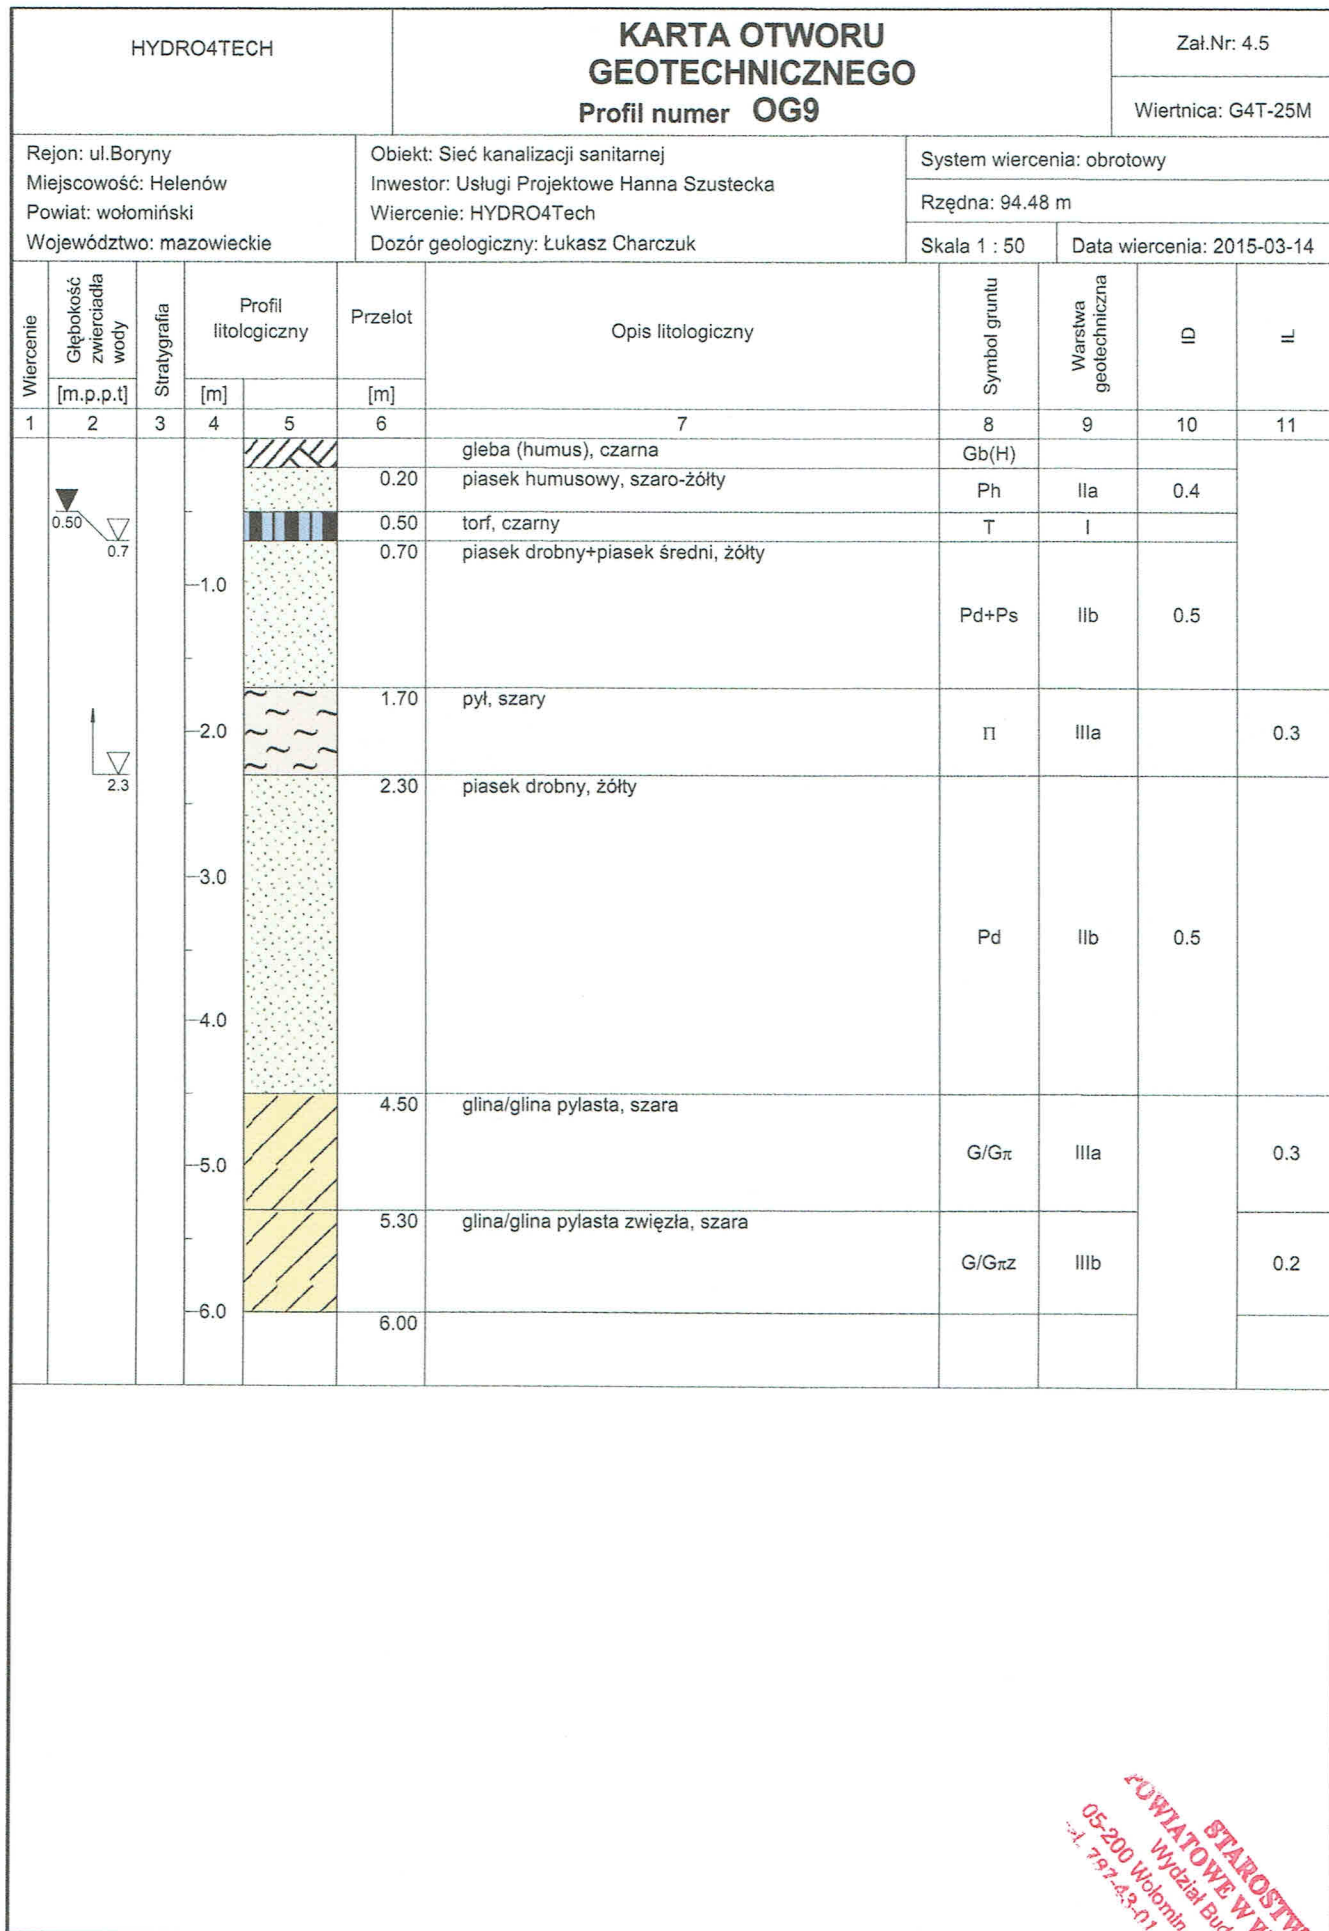 HYDRO4TECH
KARTA OTWORU
GEOTECHNICZNEGO
Profil numer OG9
Zał.Nr: 4.5
Wiertnica: G4T-25M
Rejon: ul.Boryny
Miejscowość: Helenów
Powiat: wołomiński
Województwo: mazowieckie
Obiekt: Sieć kanalizacji sanitarnej
Inwestor: Usługi Projektowe Hanna Szustecka
Wiercenie: HYDRO4Tech
Dozór geologiczny: Łukasz Charczuk
System wiercenia: obrotowy
Rzędna: 94.48 m
Skala 1 : 50
Data wiercenia: 2015-03-14
Wiercenie
Głębokość
zwierciadła
wody
[m.p.p.t]
Stratygrafia
Profil
litologiczny
[m]
Przelot
[m]
Opis litologiczny
Symbol gruntu
Warstwa
geotechniczna
ID
IL
1 2 3 4 5 6 7 8 9 10 11
gleba (humus), czarna Gb(H)
0.20 piasek humusowy, szaro-żółty Ph IIa 0.4
0.50
0.50 torf, czarny T I
0.7
0.70 piasek drobny+piasek średni, żółty
1.0
Pd+Ps IIb 0.5
1.70 pył, szary
2.0
Π IIIa 0.3
2.3
2.30 piasek drobny, żółty
3.0
Pd IIb 0.5
4.0
4.50 glina/glina pylasta, szara
G/Gπ IIIa 0.3
5.0
5.30 glina/glina pylasta zwięzła, szara
G/Gπz IIIb 0.2
6.0
6.00
STAROSTW
POWIATOWE W W
Wydział Bud
05-200 Wołomin